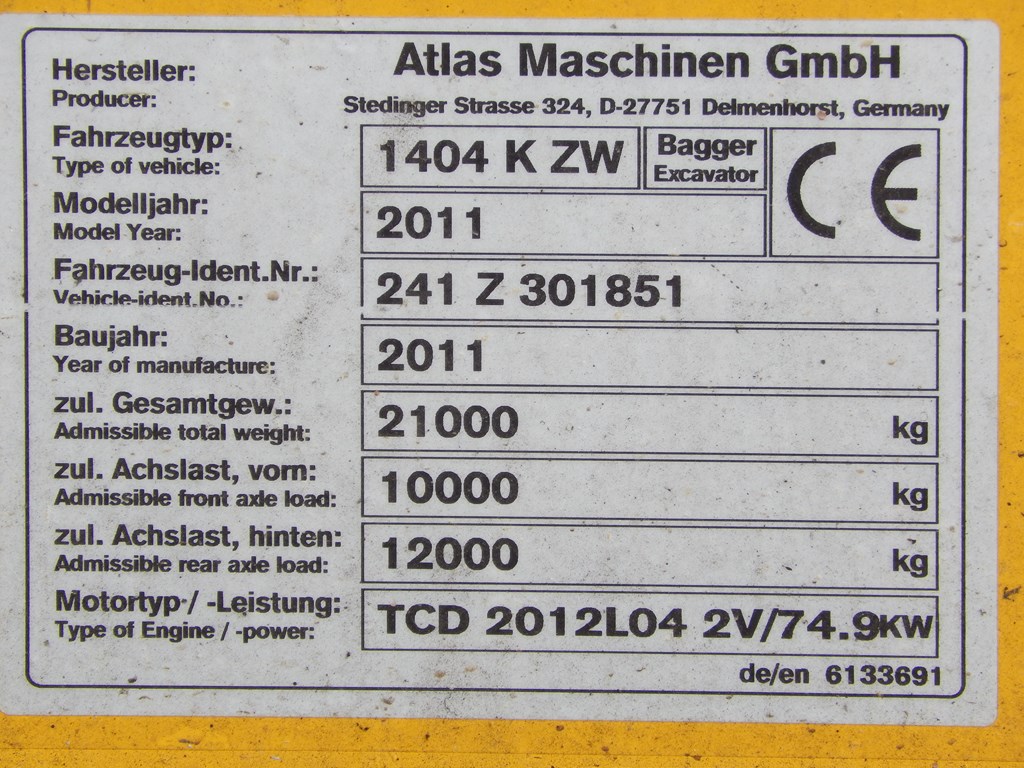 Hersteller: Atlas Maschinen GmbH
Producer: Stedinger Strasse 324, D-27751 Delmenhorst, Germany
Fahrzeugtyp: 1404 K ZW Bagger CE
Type of vehicle: Excavator
Modelljahr: 2011
Model Year:
Fahrzeug-Ident.Nr.: 241 Z 301851
Vehicle-ident.No.:
Baujahr: 2011
Year of manufacture:
zul. Gesamtgew.: 21000 kg
Admissible total weight:
zul. Achslast, vorn: 10000 kg
Admissible front axle load:
zul. Achslast, hinten: 12000 kg
Admissible rear axle load:
Motortyp-/ -Leistung: TCD 2012L04 2V/74.9KW
Type of Engine / -power:
de/en 6133691